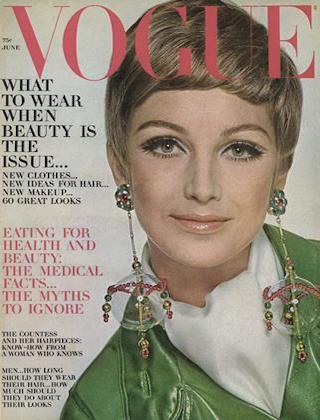 VOGUE
75¢
JUNE
WHAT
TO WEAR
WHEN
BEAUTY IS
THE
ISSUE...
NEW CLOTHES...
NEW IDEAS FOR HAIR...
NEW MAKEUP...
60 GREAT LOOKS
EATING FOR
HEALTH AND
BEAUTY:
THE MEDICAL
FACTS...
THE MYTHS
TO IGNORE
THE COUNTESS
AND HER HAIRPIECES:
KNOW-HOW FROM
A WOMAN WHO KNOWS
MEN...HOW LONG
SHOULD THEY WEAR
THEIR HAIR...HOW
MUCH SHOULD
THEY DO ABOUT
THEIR LOOKS